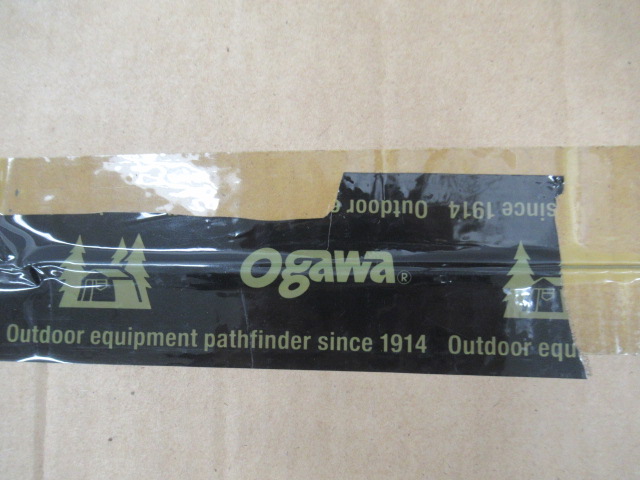 Outdoor e since 1914
Ogawa®
Outdoor equipment pathfinder since 1914 Outdoor equ